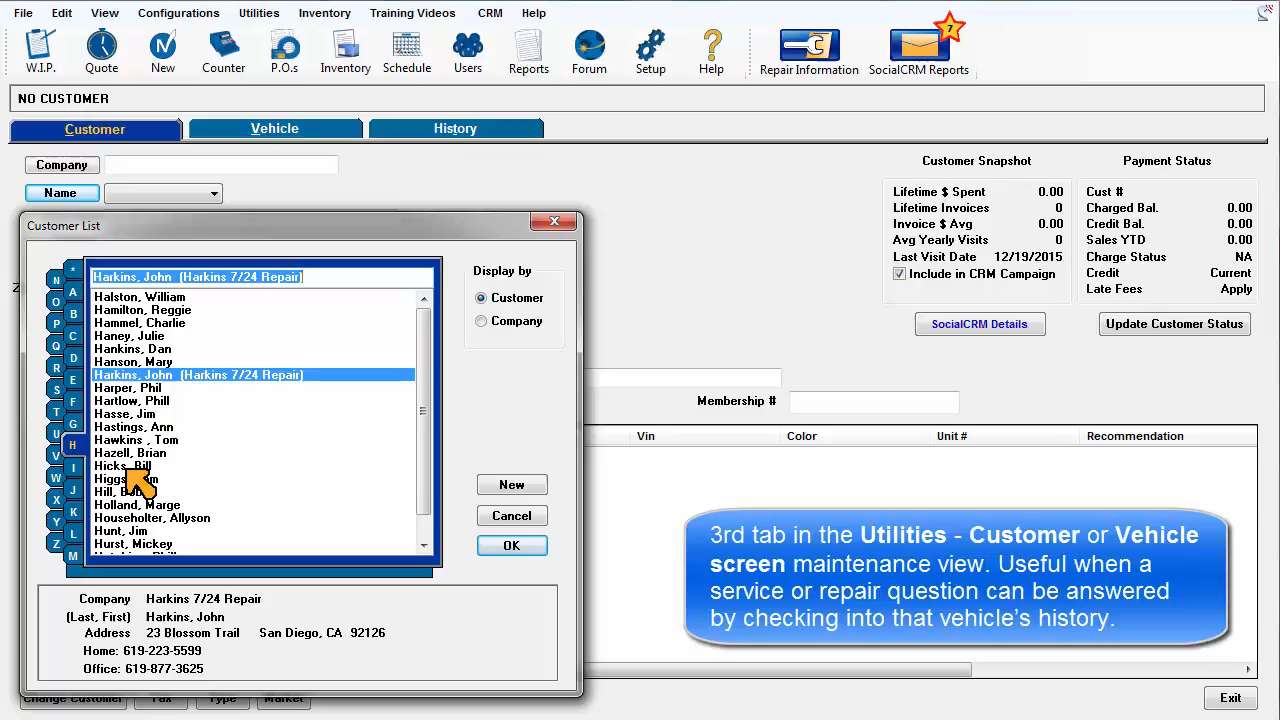 File Edit View Configurations Utilities Inventory Training Videos CRM Help
W.I.P. Quote New Counter P.O.s Inventory Schedule Users Reports Forum Setup Help Repair Information SocialCRM Reports
7
NO CUSTOMER
Customer Vehicle History
Company
Name
Customer Snapshot Payment Status
Lifetime $ Spent 0.00 Cust #
Lifetime Invoices 0 Charged Bal. 0.00
Invoice $ Avg 0.00 Credit Bal. 0.00
Avg Yearly Visits 0 Sales YTD 0.00
Last Visit Date 12/19/2015 Charge Status NA
Include in CRM Campaign Credit Current
Late Fees Apply
SocialCRM Details Update Customer Status
Membership #
Vin Color Unit # Recommendation
Customer List
* A B C D E F G H I J K L M
N O P Q R S T U V W X Y Z
Harkins, John (Harkins 7/24 Repair)
Halston, William
Hamilton, Reggie
Hammel, Charlie
Haney, Julie
Hankins, Dan
Hanson, Mary
Harkins, John (Harkins 7/24 Repair)
Harper, Phil
Hartlow, Phill
Hasse, Jim
Hastings, Ann
Hawkins , Tom
Hazell, Brian
Hicks, Bill
Hill,
Holland, Marge
Householter, Allyson
Hunt, Jim
Hurst, Mickey
Display by
Customer
Company
New
Cancel
OK
Company Harkins 7/24 Repair
(Last, First) Harkins, John
Address 23 Blossom Trail San Diego, CA 92126
Home: 619-223-5599
Office: 619-877-3625
3rd tab in the Utilities - Customer or Vehicle
screen maintenance view. Useful when a
service or repair question can be answered
by checking into that vehicle's history.
Change Customer Tax Type Market
Exit